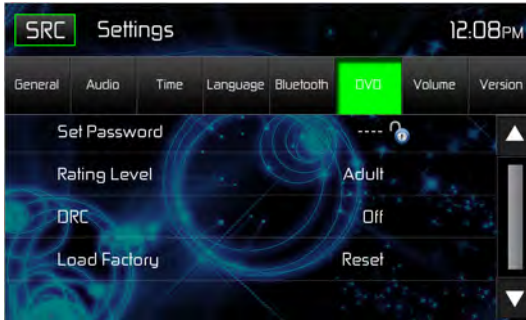 SRC Settings 12:08PM
General Audio Time Language Bluetooth DVD Volume Version
Set Password ----
Rating Level Adult
DRC Off
Load Factory Reset